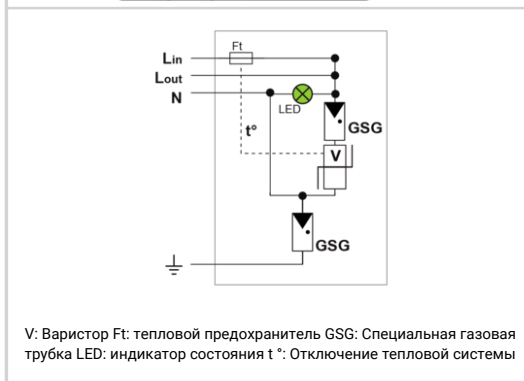 Ft
Lin
Lout
N
LED
GSG
t°
V
GSG
V: Варистор Ft: тепловой предохранитель GSG: Специальная газовая
трубка LED: индикатор состояния t °: Отключение тепловой системы